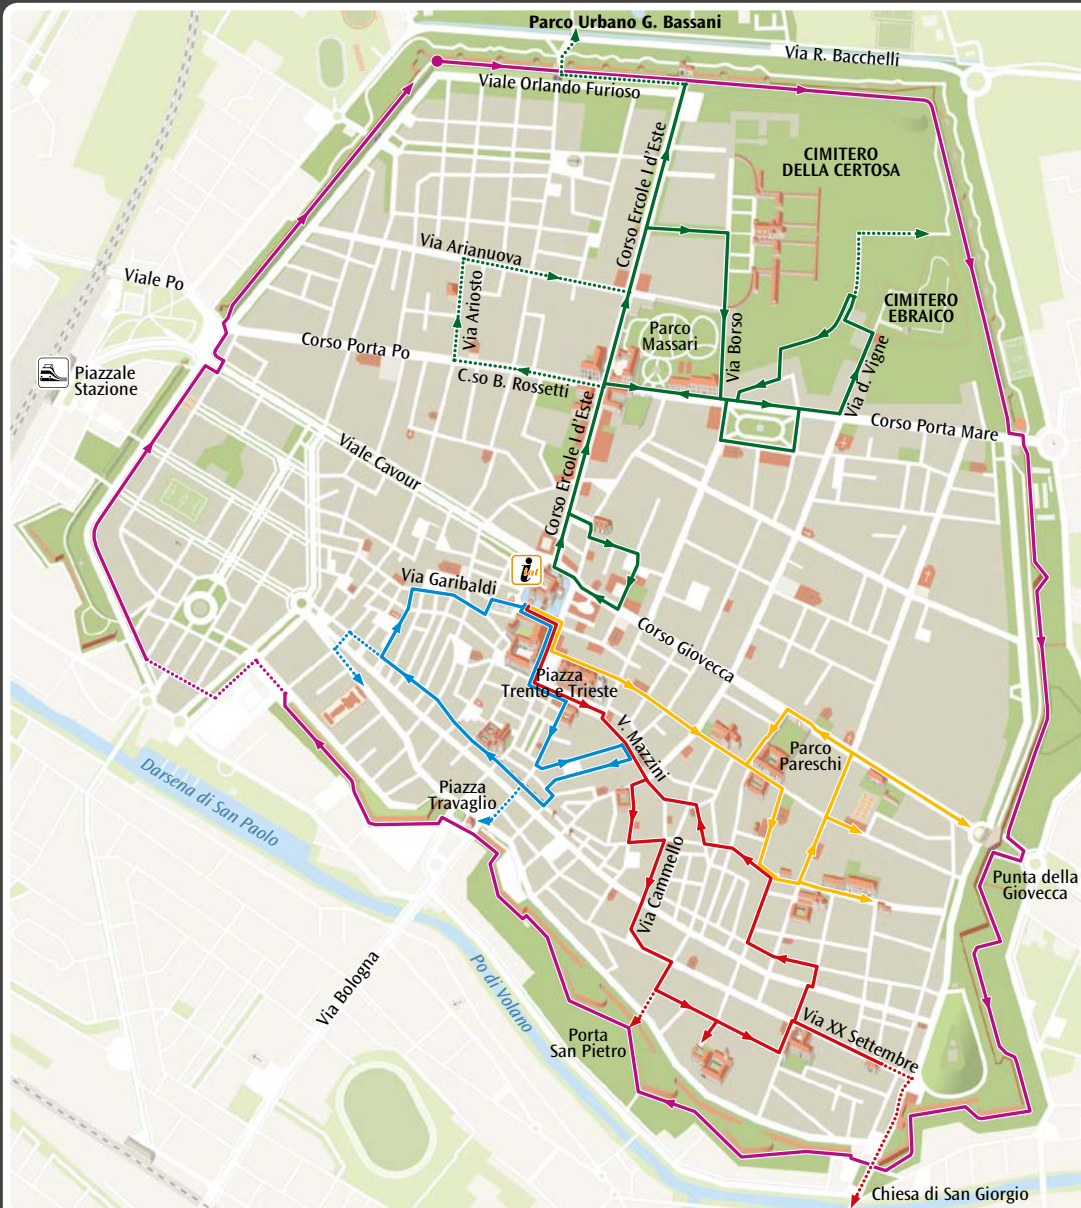 Parco Urbano G. Bassani
Via R. Bacchelli
Viale Orlando Furioso
Corso Ercole I d'Este
CIMITERO
DELLA CERTOSA
Via Arianuova
Viale Po
Via Ariosto
CIMITERO
EBRAICO
Parco
Massari
Via Borso
Corso Porta Po
Piazzale
Stazione
C.so B. Rossetti
Via d. Vigne
Corso Porta Mare
Corso Ercole I d'Este
Viale Cavour
i
Via Garibaldi
Corso Giovecca
Piazza
Trento e Trieste
V. Mazzini
Parco
Pareschi
Darsena di San Paolo
Piazza
Travaglio
Via Cammello
Punta della
Giovecca
Via Bologna
Po di Volano
Porta
San Pietro
Via XX Settembre
Chiesa di San Giorgio